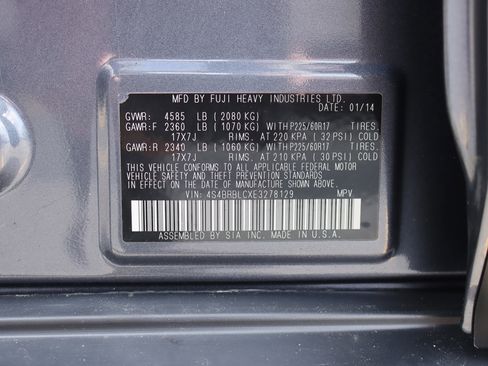 MFD BY FUJI HEAVY INDUSTRIES LTD.
DATE: 01/14
GVWR: 4585 LB (2080 KG)
GAWR:F 2360 LB (1070 KG) WITH P225/60R17 TIRES,
17X7J RIMS, AT 220 KPA (32 PSI) COLD
GAWR:R 2340 LB (1060 KG) WITH P225/60R17 TIRES,
17X7J RIMS, AT 210 KPA (30 PSI) COLD
THIS VEHICLE CONFORMS TO ALL APPLICABLE FEDERAL MOTOR
VEHICLE SAFETY AND THEFT PREVENTION STANDARDS IN EFFECT
ON THE DATE OF MANUFACTURE SHOWN ABOVE.
VIN: 4S4BRBLCXE3278129 MPV
ASSEMBLED BY SIA INC. MADE IN U.S.A.